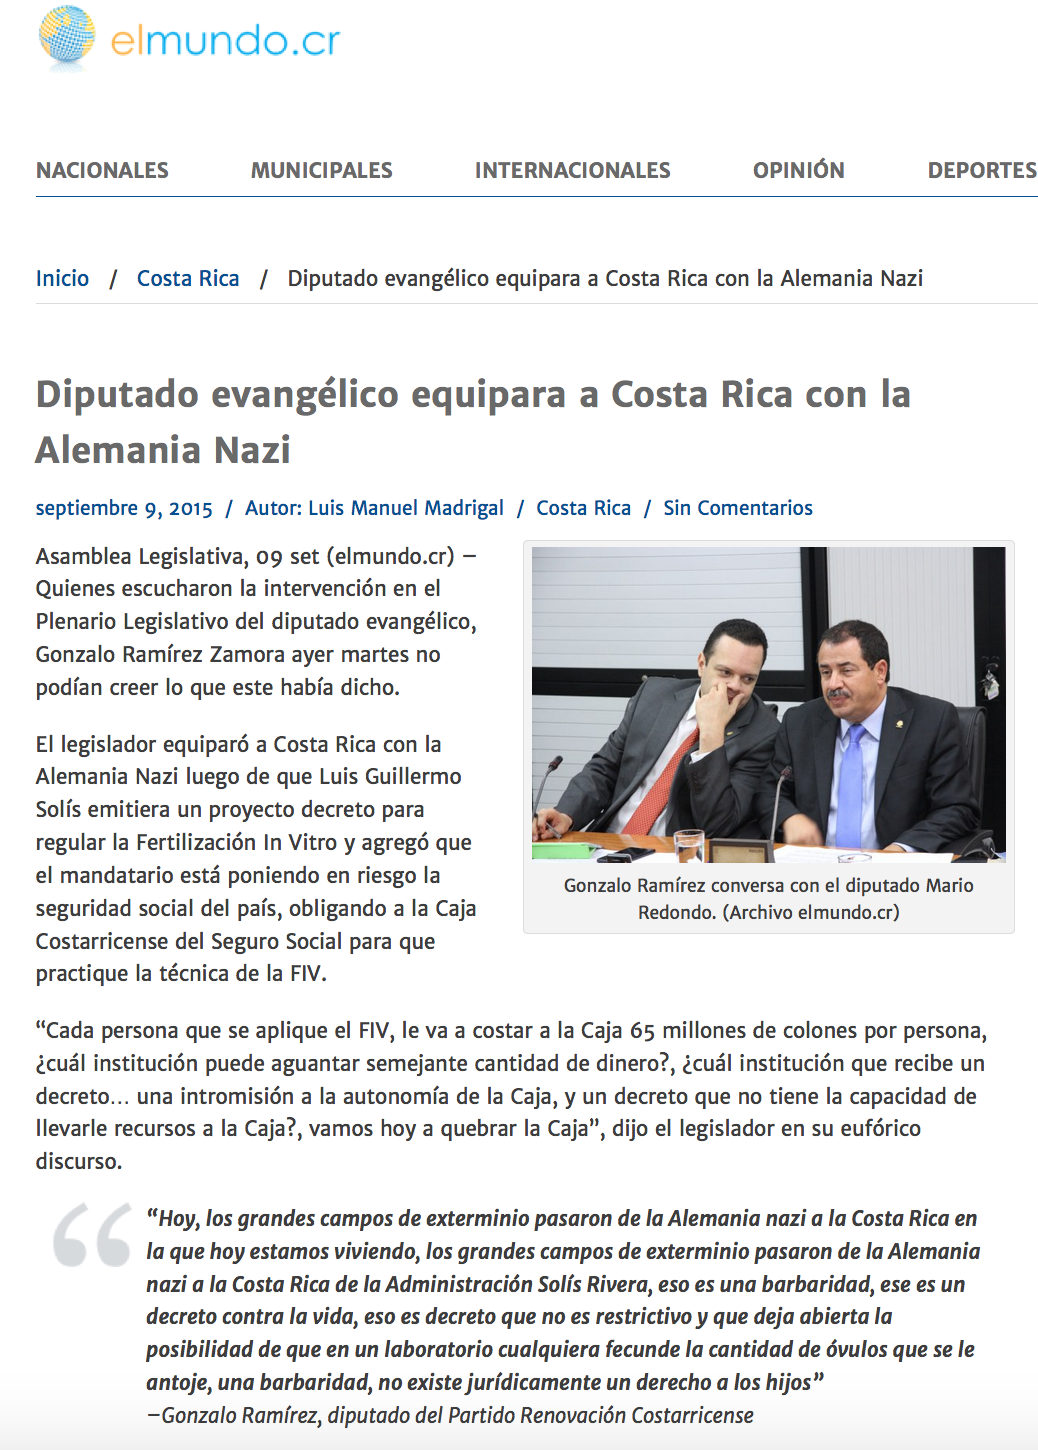 elmundo.cr
NACIONALES MUNICIPALES INTERNACIONALES OPINIÓN DEPORTES
Inicio / Costa Rica / Diputado evangélico equipara a Costa Rica con la Alemania Nazi
Diputado evangélico equipara a Costa Rica con la
Alemania Nazi
septiembre 9, 2015 / Autor: Luis Manuel Madrigal / Costa Rica / Sin Comentarios
Asamblea Legislativa, 09 set (elmundo.cr) –
Quienes escucharon la intervención en el
Plenario Legislativo del diputado evangélico,
Gonzalo Ramírez Zamora ayer martes no
podían creer lo que este había dicho.
El legislador equiparó a Costa Rica con la
Alemania Nazi luego de que Luis Guillermo
Solís emitiera un proyecto decreto para
regular la Fertilización In Vitro y agregó que
el mandatario está poniendo en riesgo la
seguridad social del país, obligando a la Caja
Costarricense del Seguro Social para que
practique la técnica de la FIV.
Gonzalo Ramírez conversa con el diputado Mario
Redondo. (Archivo elmundo.cr)
“Cada persona que se aplique el FIV, le va a costar a la Caja 65 millones de colones por persona,
¿cuál institución puede aguantar semejante cantidad de dinero?, ¿cuál institución que recibe un
decreto… una intromisión a la autonomía de la Caja, y un decreto que no tiene la capacidad de
llevarle recursos a la Caja?, vamos hoy a quebrar la Caja”, dijo el legislador en su eufórico
discurso.
“Hoy, los grandes campos de exterminio pasaron de la Alemania nazi a la Costa Rica en
la que hoy estamos viviendo, los grandes campos de exterminio pasaron de la Alemania
nazi a la Costa Rica de la Administración Solís Rivera, eso es una barbaridad, ese es un
decreto contra la vida, eso es decreto que no es restrictivo y que deja abierta la
posibilidad de que en un laboratorio cualquiera fecunde la cantidad de óvulos que se le
antoje, una barbaridad, no existe jurídicamente un derecho a los hijos”
–Gonzalo Ramírez, diputado del Partido Renovación Costarricense